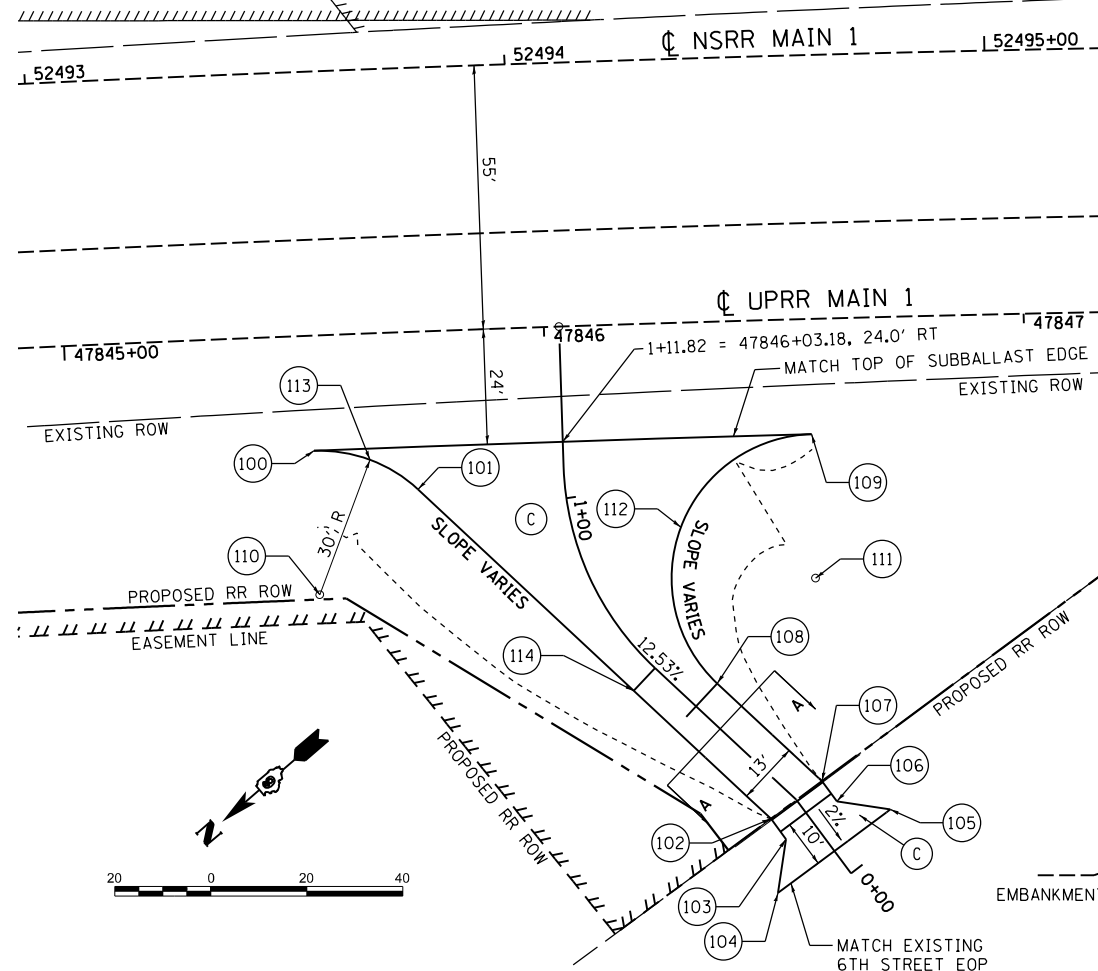 ℄ NSRR MAIN 1
52493
52494
52495+00
55'
℄ UPRR MAIN 1
47845+00
47846
47847
1+11.82 = 47846+03.18, 24.0' RT
MATCH TOP OF SUBBALLAST EDGE
EXISTING ROW
EXISTING ROW
24'
113
100
101
109
C
112
1+00
30' R
SLOPE VARIES
SLOPE VARIES
110
111
PROPOSED RR ROW
EASEMENT LINE
114
12.53%
108
PROPOSED RR ROW
A
107
13'
106
A
PROPOSED RR ROW
N
102
2%
105
10'
C
103
0+00
104
20 0 20 40
EMBANKMEN
MATCH EXISTING
6TH STREET EOP